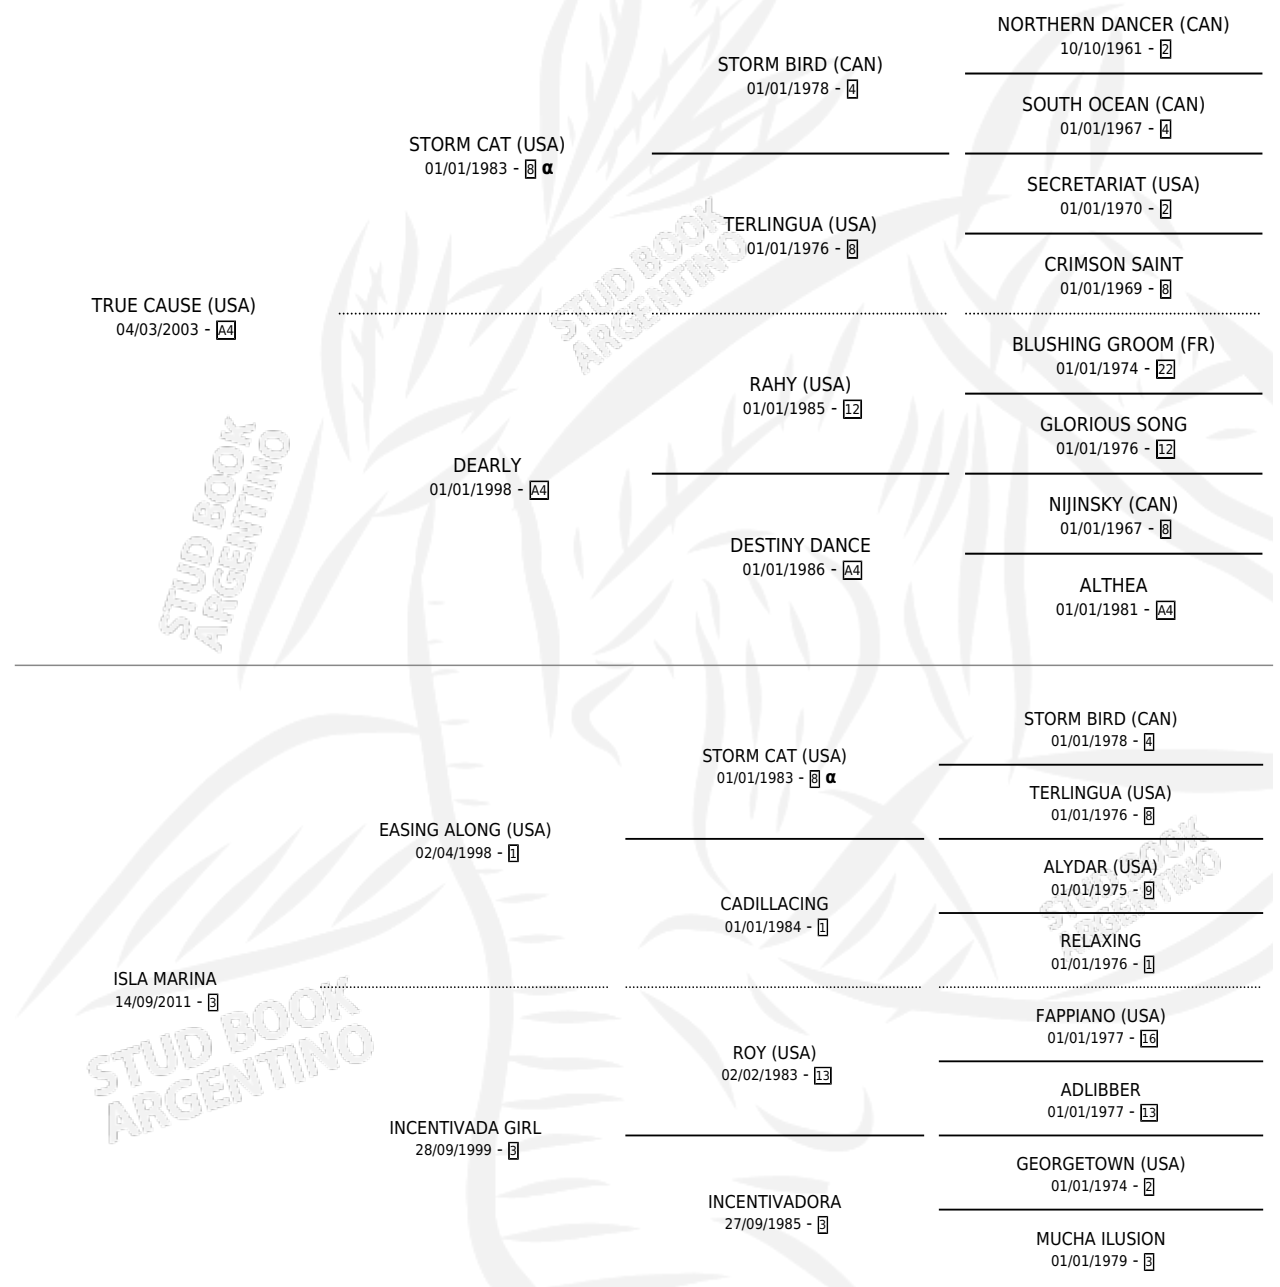 NORTHERN DANCER (CAN)
10/10/1961 - 2
STORM BIRD (CAN)
01/01/1978 - 4
SOUTH OCEAN (CAN)
01/01/1967 - 4
STORM CAT (USA)
01/01/1983 - 8 α
SECRETARIAT (USA)
01/01/1970 - 2
TERLINGUA (USA)
01/01/1976 - 8
CRIMSON SAINT
01/01/1969 - 8
TRUE CAUSE (USA)
04/03/2003 - A4
BLUSHING GROOM (FR)
01/01/1974 - 22
RAHY (USA)
01/01/1985 - 12
GLORIOUS SONG
01/01/1976 - 12
DEARLY
01/01/1998 - A4
NIJINSKY (CAN)
01/01/1967 - 8
DESTINY DANCE
01/01/1986 - A4
ALTHEA
01/01/1981 - A4
STORM BIRD (CAN)
01/01/1978 - 4
STORM CAT (USA)
01/01/1983 - 8 α
TERLINGUA (USA)
01/01/1976 - 8
EASING ALONG (USA)
02/04/1998 - 1
ALYDAR (USA)
01/01/1975 - 9
CADILLACING
01/01/1984 - 1
RELAXING
01/01/1976 - 1
ISLA MARINA
14/09/2011 - 3
FAPPIANO (USA)
01/01/1977 - 16
ROY (USA)
02/02/1983 - 13
ADLIBBER
01/01/1977 - 13
INCENTIVADA GIRL
28/09/1999 - 3
GEORGETOWN (USA)
01/01/1974 - 2
INCENTIVADORA
27/09/1985 - 3
MUCHA ILUSION
01/01/1979 - 3
STUD BOOK
ARGENTINO
STUD BOOK
ARGENTINO
STUD BOOK
ARGENTINO
STUD BOOK
ARGENTINO